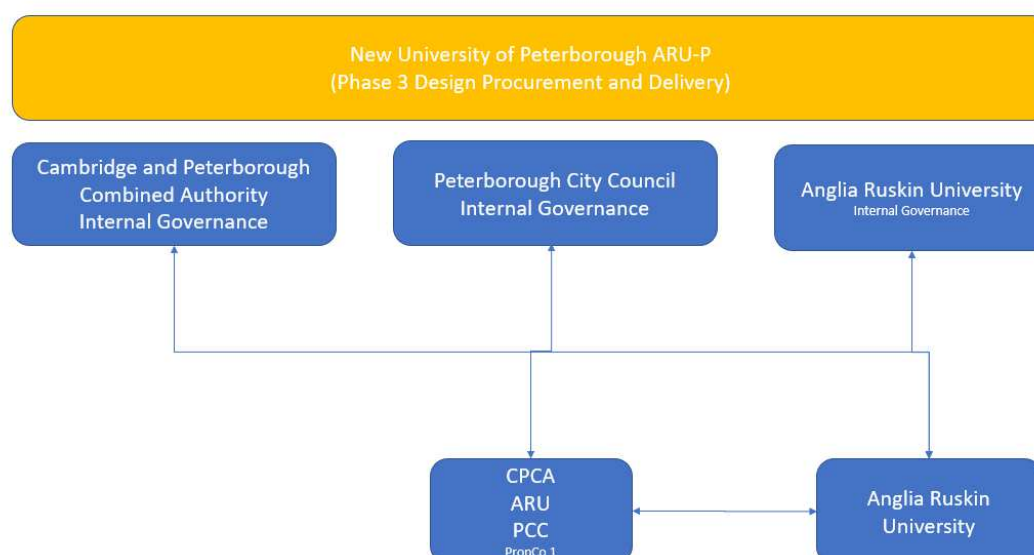 New University of Peterborough ARU-P
(Phase 3 Design Procurement and Delivery)
Cambridge and Peterborough
Combined Authority
Internal Governance
Peterborough City Council
Internal Governance
Anglia Ruskin University
Internal Governance
CPCA
ARU
PCC
PropCo 1
Anglia Ruskin
University